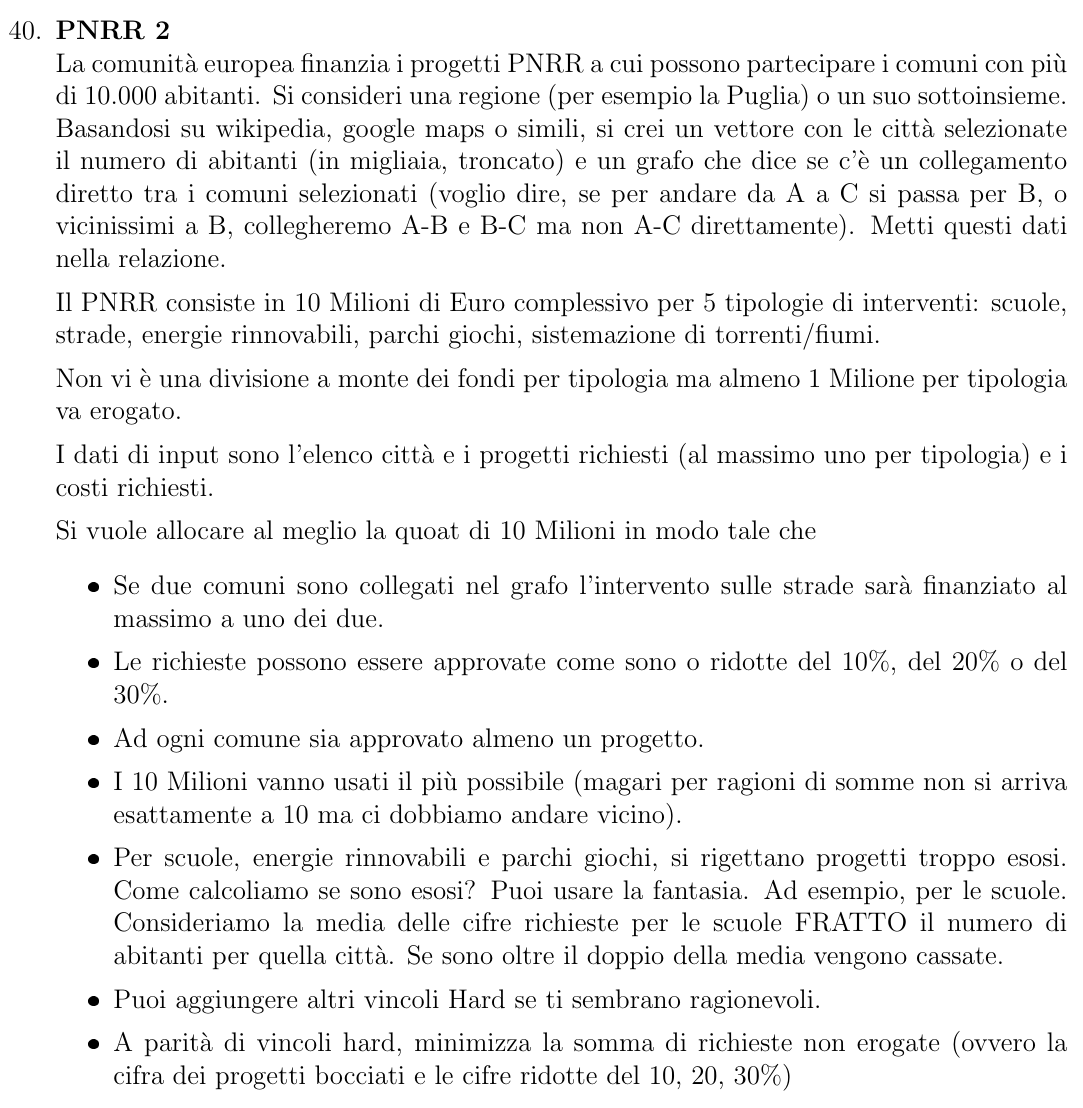 40. PNRR 2
La comunità europea finanzia i progetti PNRR a cui possono partecipare i comuni con più
di 10.000 abitanti. Si consideri una regione (per esempio la Puglia) o un suo sottoinsieme.
Basandosi su wikipedia, google maps o simili, si crei un vettore con le città selezionate
il numero di abitanti (in migliaia, troncato) e un grafo che dice se c'è un collegamento
diretto tra i comuni selezionati (voglio dire, se per andare da A a C si passa per B, o
vicinissimi a B, collegheremo A-B e B-C ma non A-C direttamente). Metti questi dati
nella relazione.
Il PNRR consiste in 10 Milioni di Euro complessivo per 5 tipologie di interventi: scuole,
strade, energie rinnovabili, parchi giochi, sistemazione di torrenti/fiumi.
Non vi è una divisione a monte dei fondi per tipologia ma almeno 1 Milione per tipologia
va erogato.
I dati di input sono l'elenco città e i progetti richiesti (al massimo uno per tipologia) e i
costi richiesti.
Si vuole allocare al meglio la quoat di 10 Milioni in modo tale che
• Se due comuni sono collegati nel grafo l'intervento sulle strade sarà finanziato al
massimo a uno dei due.
• Le richieste possono essere approvate come sono o ridotte del 10%, del 20% o del
30%.
• Ad ogni comune sia approvato almeno un progetto.
• I 10 Milioni vanno usati il più possibile (magari per ragioni di somme non si arriva
esattamente a 10 ma ci dobbiamo andare vicino).
• Per scuole, energie rinnovabili e parchi giochi, si rigettano progetti troppo esosi.
Come calcoliamo se sono esosi? Puoi usare la fantasia. Ad esempio, per le scuole.
Consideriamo la media delle cifre richieste per le scuole FRATTO il numero di
abitanti per quella città. Se sono oltre il doppio della media vengono cassate.
• Puoi aggiungere altri vincoli Hard se ti sembrano ragionevoli.
• A parità di vincoli hard, minimizza la somma di richieste non erogate (ovvero la
cifra dei progetti bocciati e le cifre ridotte del 10, 20, 30%)